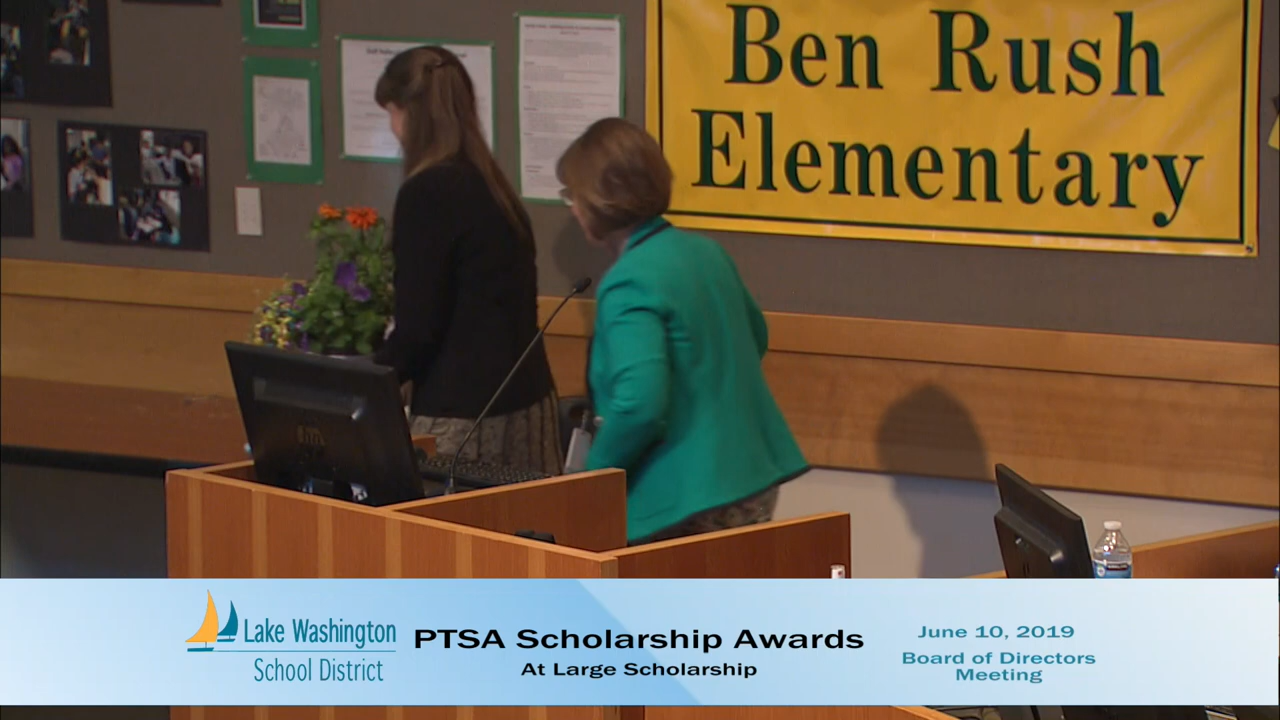 Ben Rush
Elementary
Lake Washington
School District
PTSA Scholarship Awards
At Large Scholarship
June 10, 2019
Board of Directors
Meeting